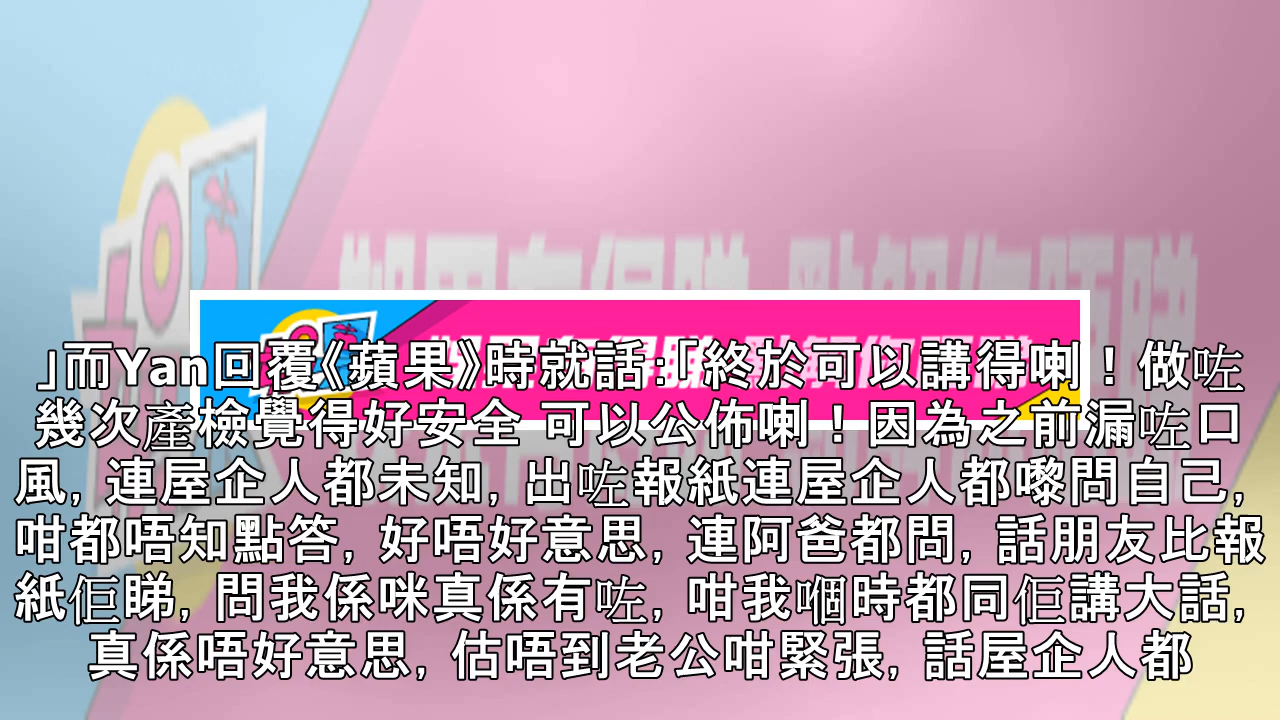 」而Yan回覆《蘋果》時就話：「終於可以講得喇！做咗
幾次產檢覺得好安全 可以公佈喇！因為之前漏咗口
風, 連屋企人都未知, 出咗報紙連屋企人都嚟問自己,
咁都唔知點答, 好唔好意思, 連阿爸都問, 話朋友比報
紙佢睇, 問我係咪真係有咗, 咁我嗰時都同佢講大話,
真係唔好意思, 估唔到老公咁緊張, 話屋企人都